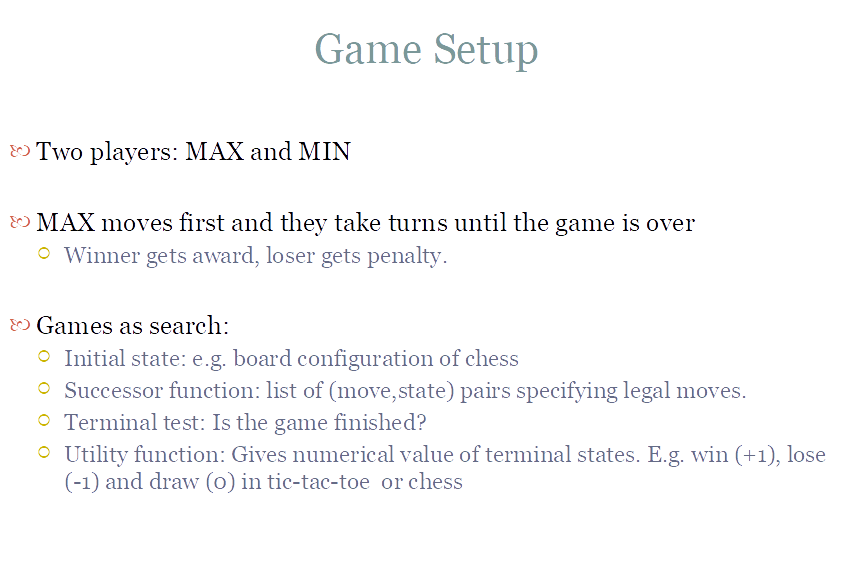 Game Setup
Two players: MAX and MIN
MAX moves first and they take turns until the game is over
Winner gets award, loser gets penalty.
Games as search:
Initial state: e.g. board configuration of chess
Successor function: list of (move,state) pairs specifying legal moves.
Terminal test: Is the game finished?
Utility function: Gives numerical value of terminal states. E.g. win (+1), lose
(-1) and draw (0) in tic-tac-toe  or chess